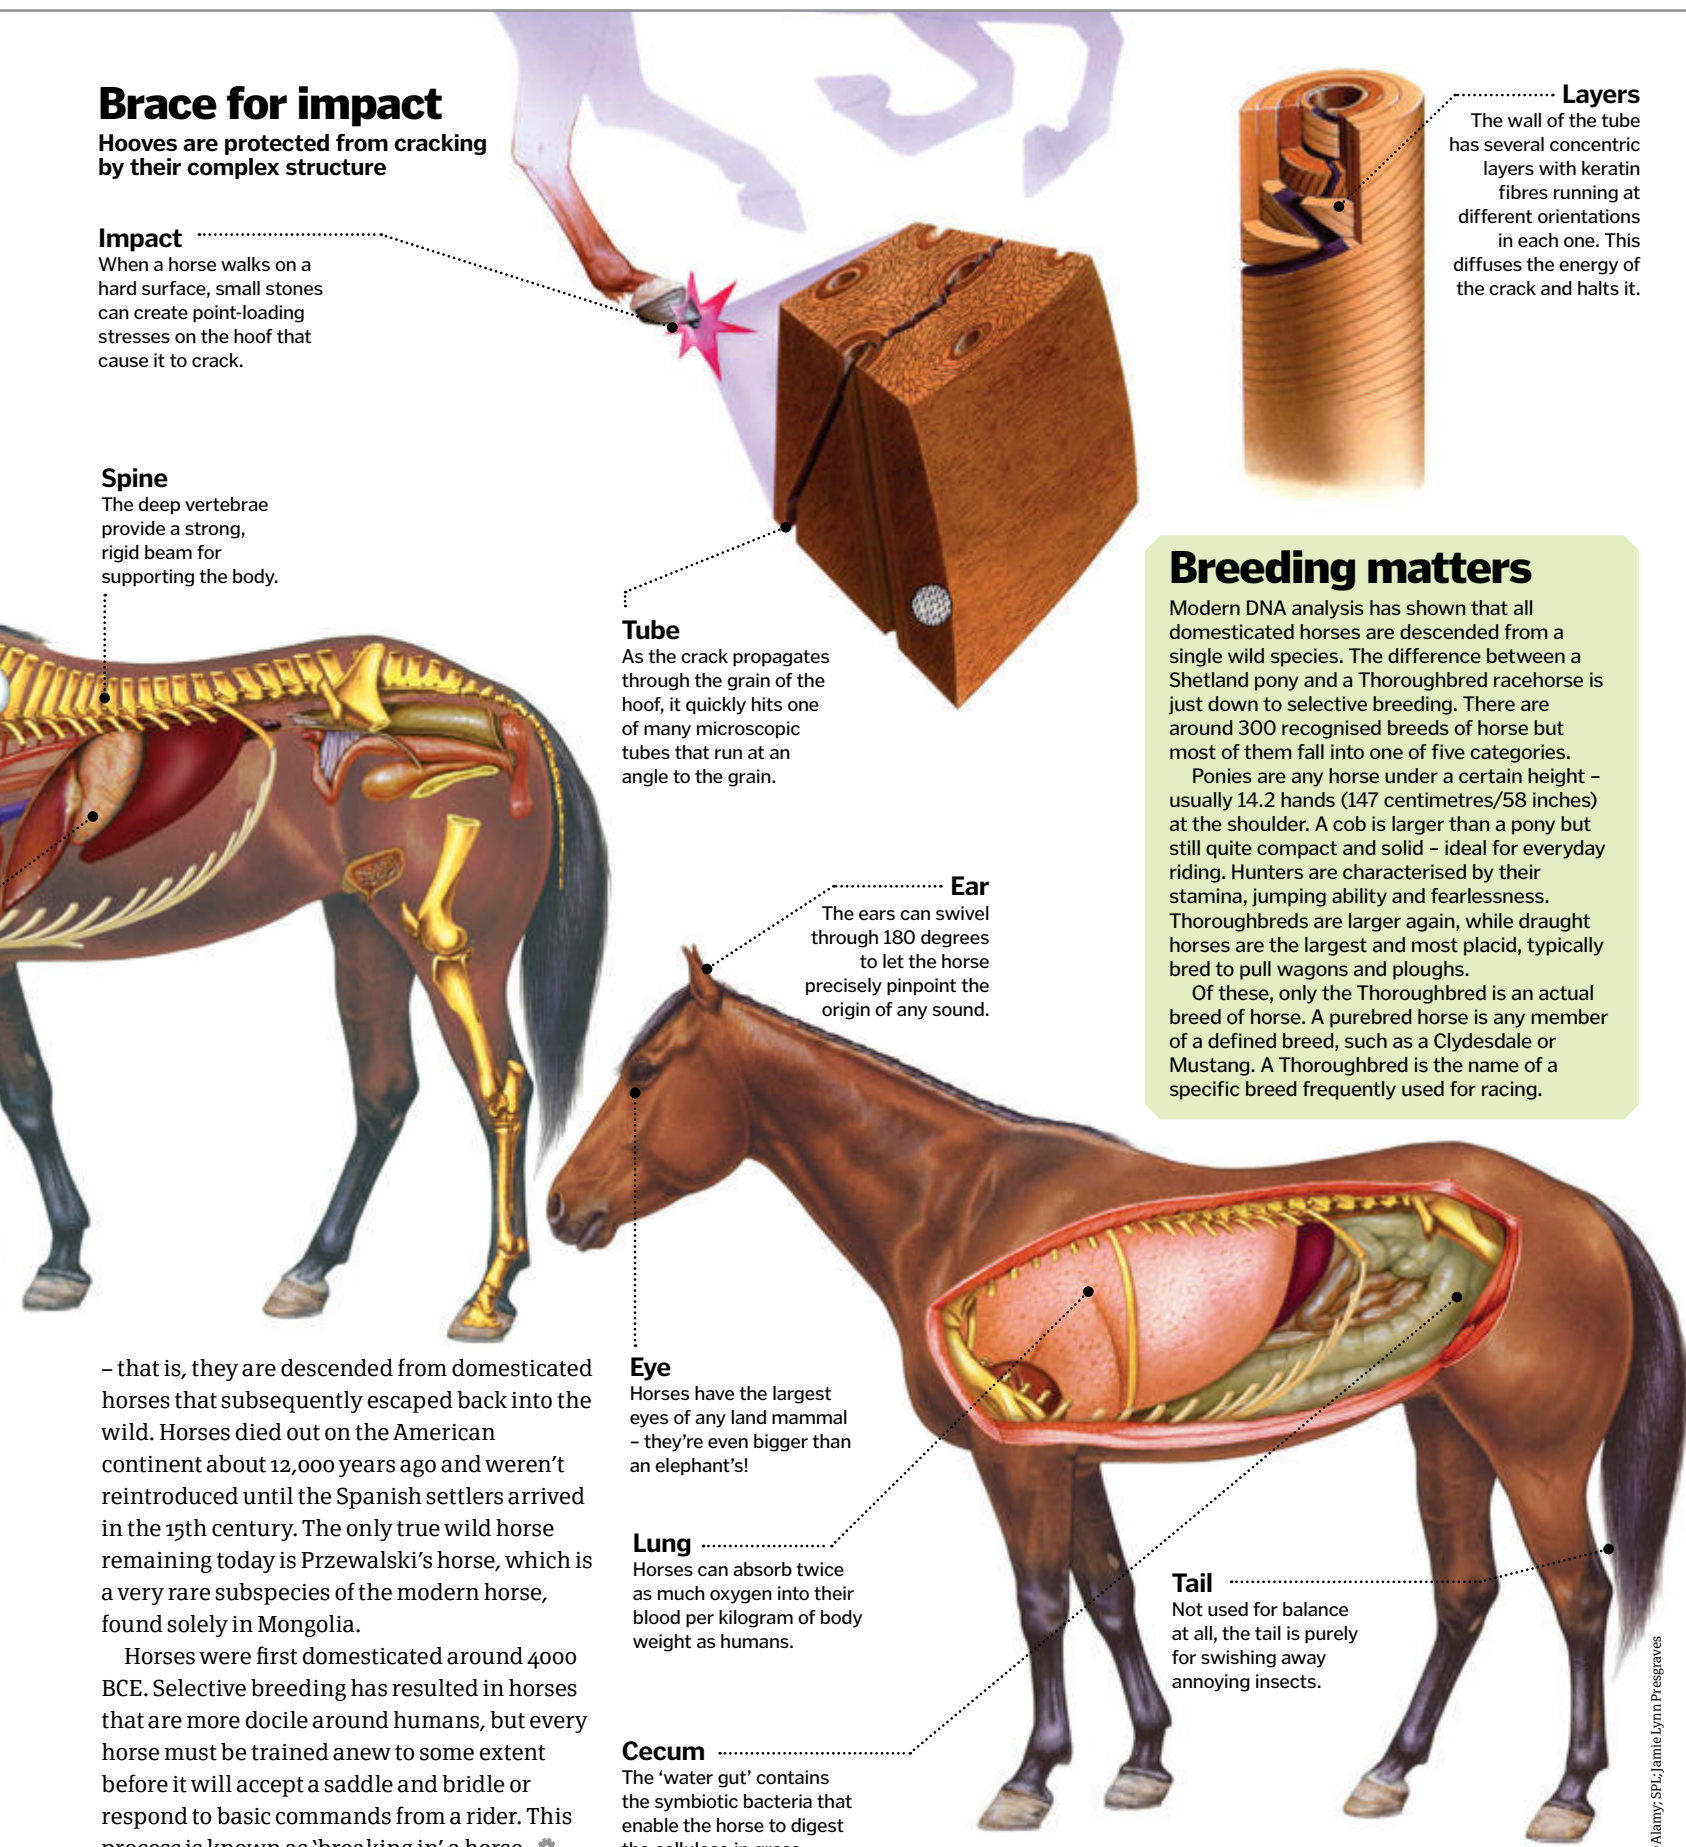 Brace for impact
Hooves are protected from cracking
by their complex structure
Impact
When a horse walks on a
hard surface, small stones
can create point-loading
stresses on the hoof that
cause it to crack.
Layers
The wall of the tube
has several concentric
layers with keratin
fibres running at
different orientations
in each one. This
diffuses the energy of
the crack and halts it.
Spine
The deep vertebrae
provide a strong,
rigid beam for
supporting the body.
Tube
As the crack propagates
through the grain of the
hoof, it quickly hits one
of many microscopic
tubes that run at an
angle to the grain.
Breeding matters
Modern DNA analysis has shown that all
domesticated horses are descended from a
single wild species. The difference between a
Shetland pony and a Thoroughbred racehorse is
just down to selective breeding. There are
around 300 recognised breeds of horse but
most of them fall into one of five categories.
Ponies are any horse under a certain height –
usually 14.2 hands (147 centimetres/58 inches)
at the shoulder. A cob is larger than a pony but
still quite compact and solid – ideal for everyday
riding. Hunters are characterised by their
stamina, jumping ability and fearlessness.
Thoroughbreds are larger again, while draught
horses are the largest and most placid, typically
bred to pull wagons and ploughs.
Of these, only the Thoroughbred is an actual
breed of horse. A purebred horse is any member
of a defined breed, such as a Clydesdale or
Mustang. A Thoroughbred is the name of a
specific breed frequently used for racing.
Ear
The ears can swivel
through 180 degrees
to let the horse
precisely pinpoint the
origin of any sound.
– that is, they are descended from domesticated
horses that subsequently escaped back into the
wild. Horses died out on the American
continent about 12,000 years ago and weren't
reintroduced until the Spanish settlers arrived
in the 15th century. The only true wild horse
remaining today is Przewalski's horse, which is
a very rare subspecies of the modern horse,
found solely in Mongolia.
Horses were first domesticated around 4000
BCE. Selective breeding has resulted in horses
that are more docile around humans, but every
horse must be trained anew to some extent
before it will accept a saddle and bridle or
respond to basic commands from a rider. This
process is known as 'breaking in' a horse.
Eye
Horses have the largest
eyes of any land mammal
– they're even bigger than
an elephant's!
Lung
Horses can absorb twice
as much oxygen into their
blood per kilogram of body
weight as humans.
Cecum
The 'water gut' contains
the symbiotic bacteria that
enable the horse to digest
the cellulose in grass.
Tail
Not used for balance
at all, the tail is purely
for swishing away
annoying insects.
Alamy; SPL; Jamie Lynn Presgraves